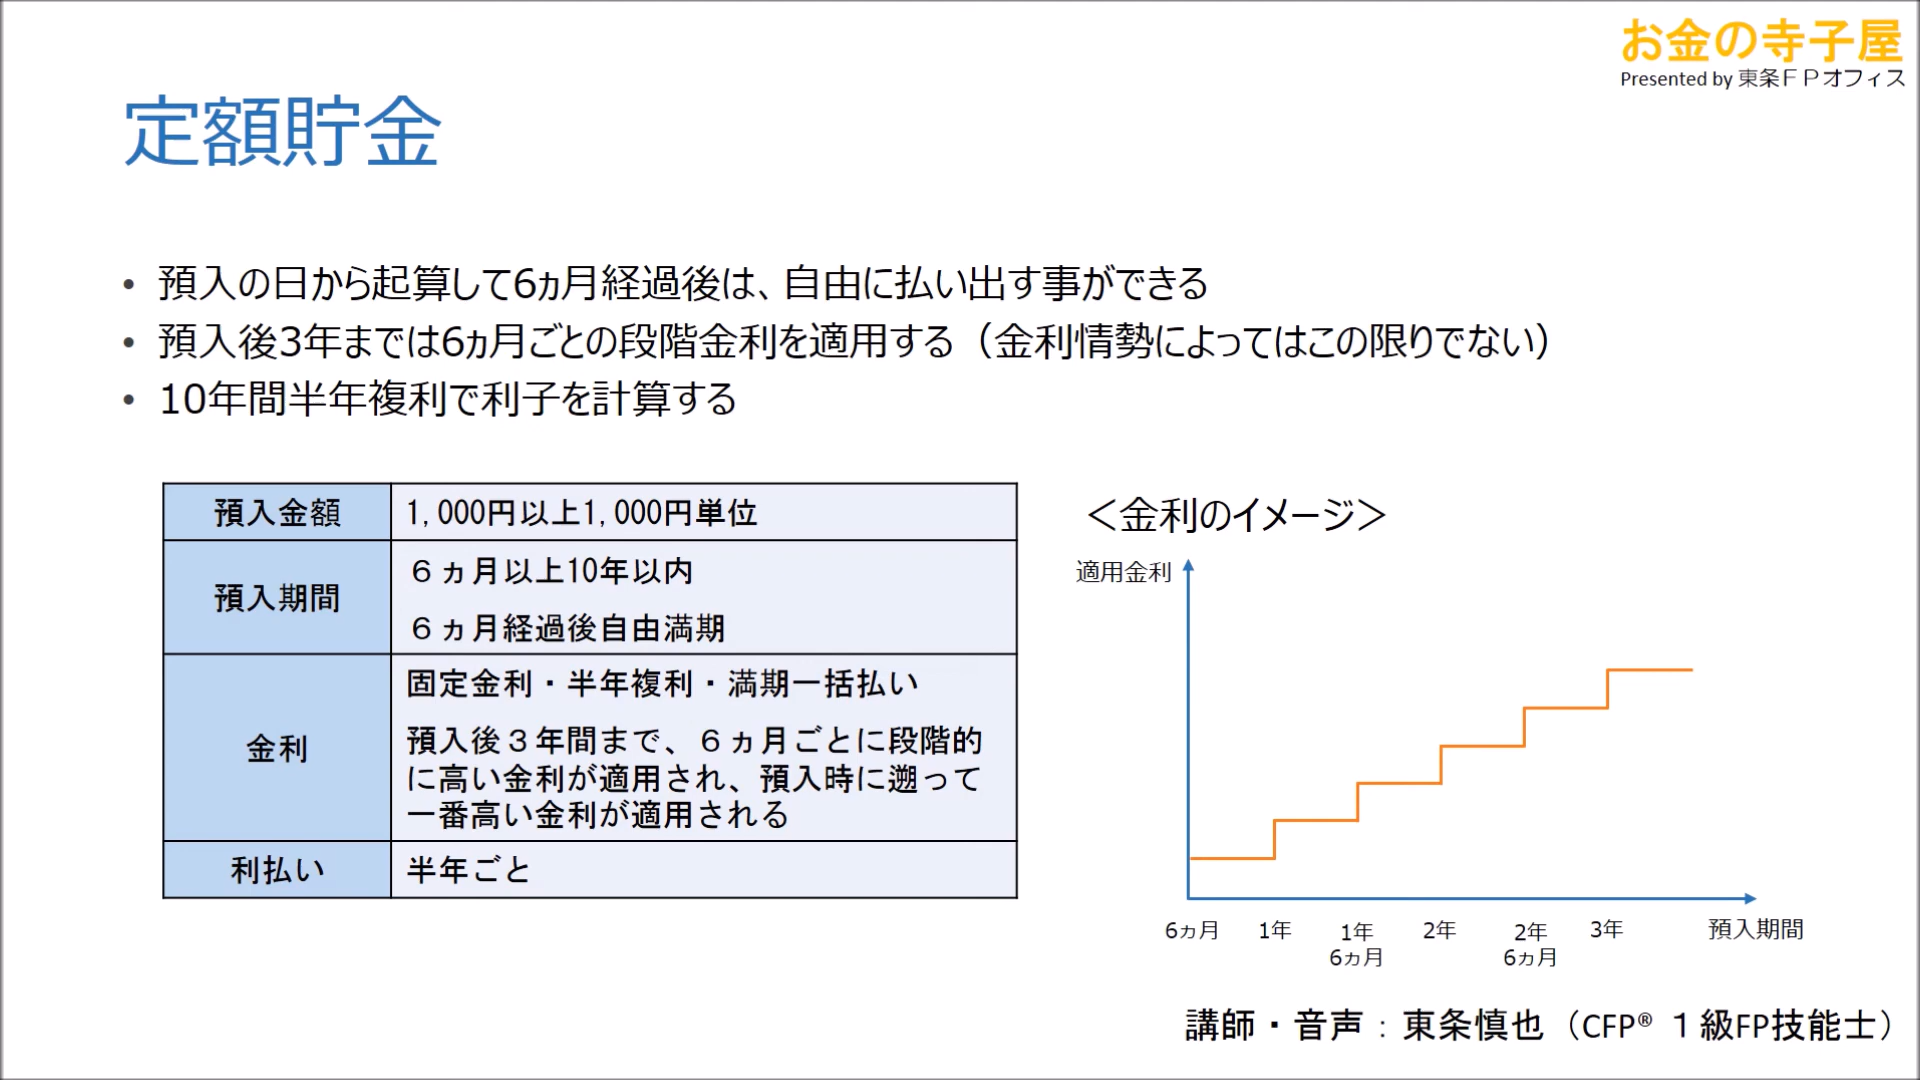 お金の寺子屋
Presented by 東条ＦＰオフィス
定額貯金
• 預入の日から起算して6ヵ月経過後は、自由に払い出す事ができる
• 預入後3年までは6ヵ月ごとの段階金利を適用する（金利情勢によってはこの限りでない）
• 10年間半年複利で利子を計算する
預入金額
1,000円以上1,000円単位
預入期間
６ヵ月以上10年以内
６ヵ月経過後自由満期
金利
固定金利・半年複利・満期一括払い
預入後３年間まで、６ヵ月ごとに段階的
に高い金利が適用され、預入時に遡って
一番高い金利が適用される
利払い
半年ごと
＜金利のイメージ＞
適用金利
6ヵ月
1年
1年
6ヵ月
2年
2年
6ヵ月
3年
預入期間
講師・音声：東条慎也（CFP® １級FP技能士）